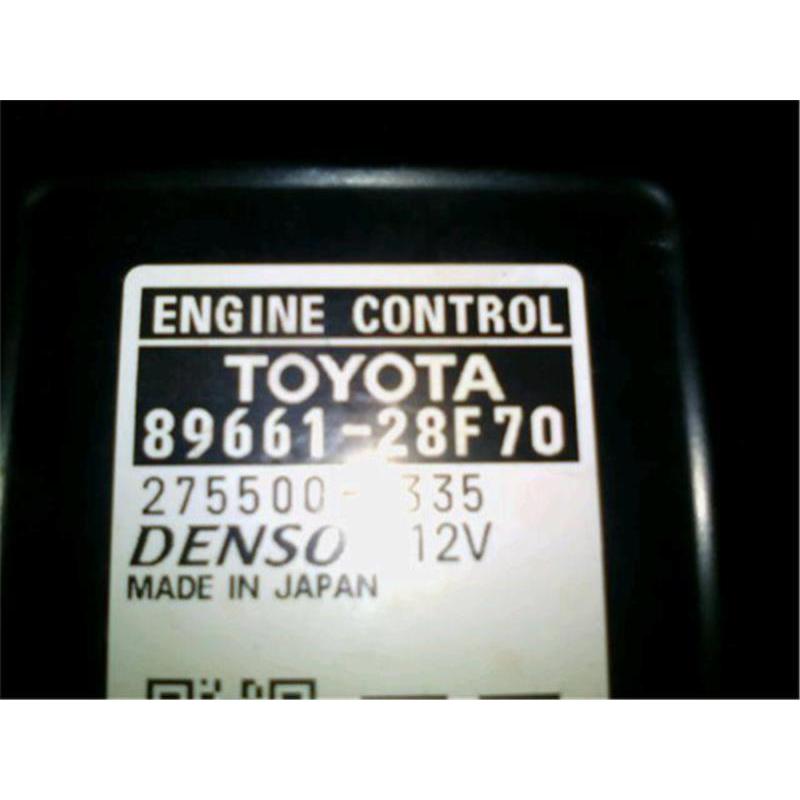 ENGINE CONTROL
TOYOTA
89661-28F70
275500- 335
DENSO 12V
MADE IN JAPAN